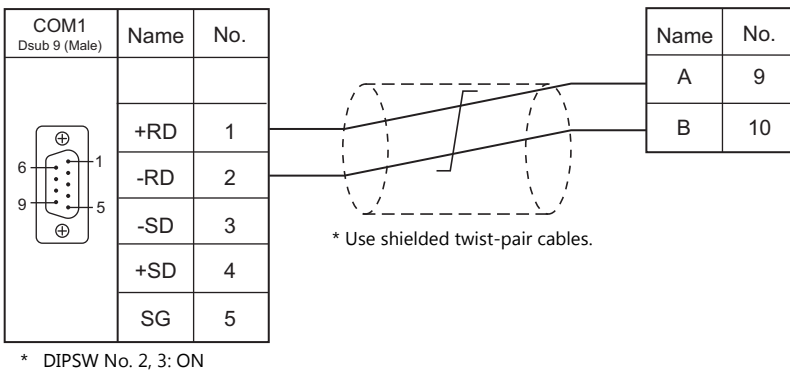 COM1
Dsub 9 (Male)
Name No.
+RD 1
-RD 2
-SD 3
+SD 4
SG 5
6
1
9
5
* DIPSW No. 2, 3: ON
* Use shielded twist-pair cables.
Name No.
A 9
B 10